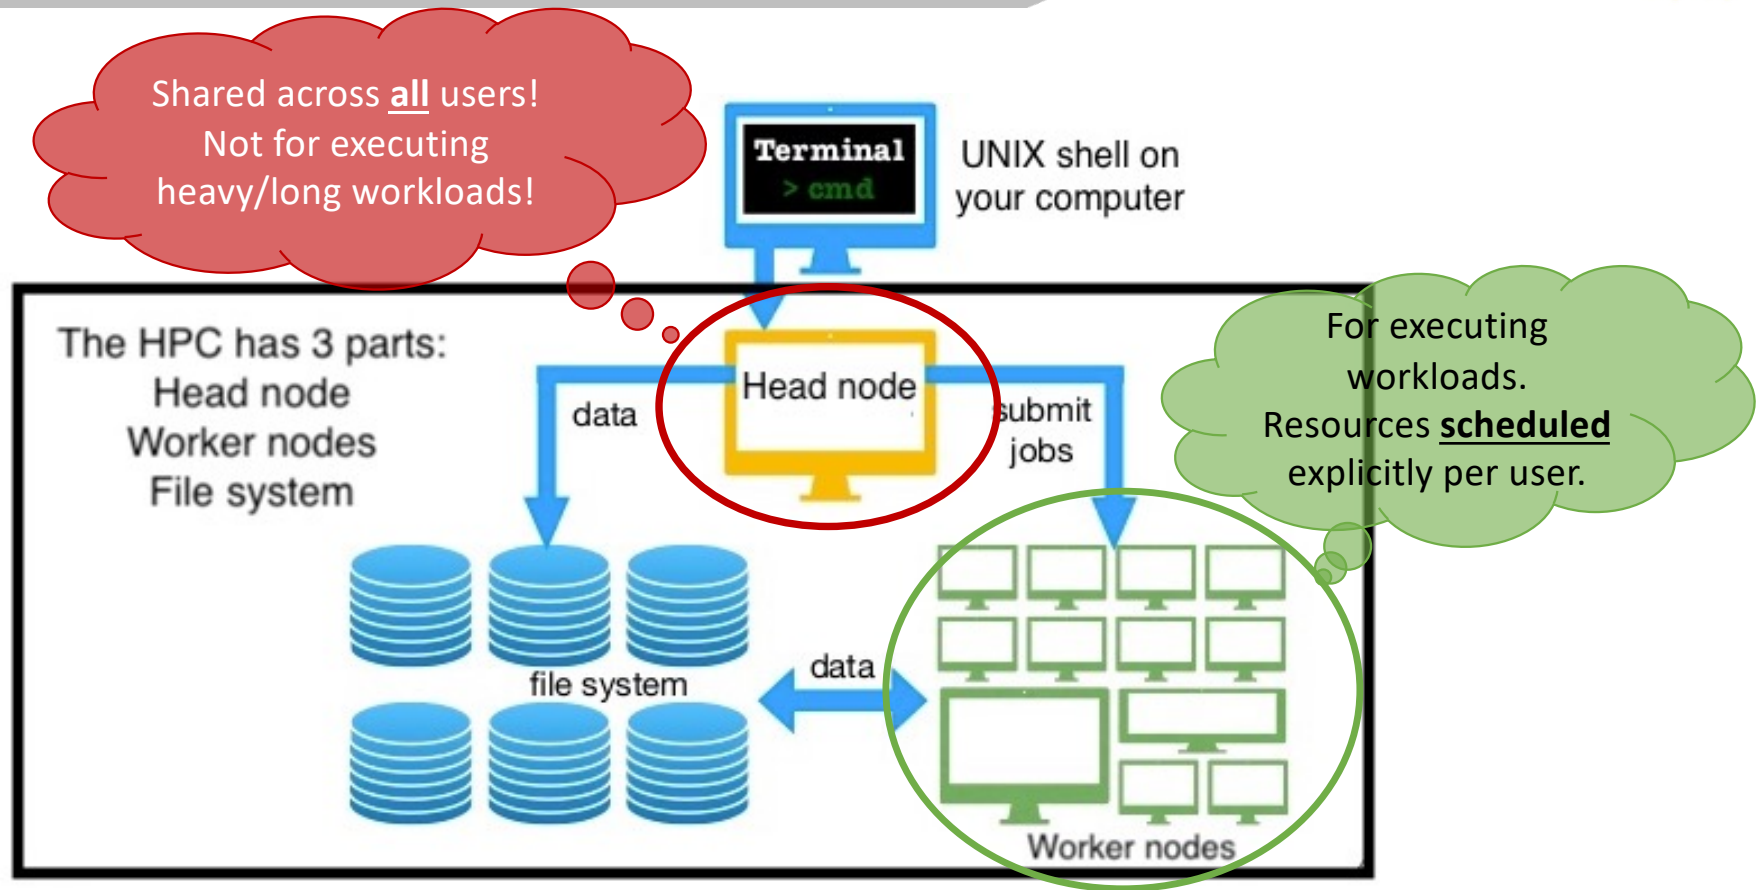 Shared across all users!
Not for executing
heavy/long workloads!
Terminal
> cmd
UNIX shell on
your computer
The HPC has 3 parts:
Head node
Worker nodes
File system
data
Head node
submit
jobs
For executing
workloads.
Resources scheduled
explicitly per user.
file system
data
Worker nodes